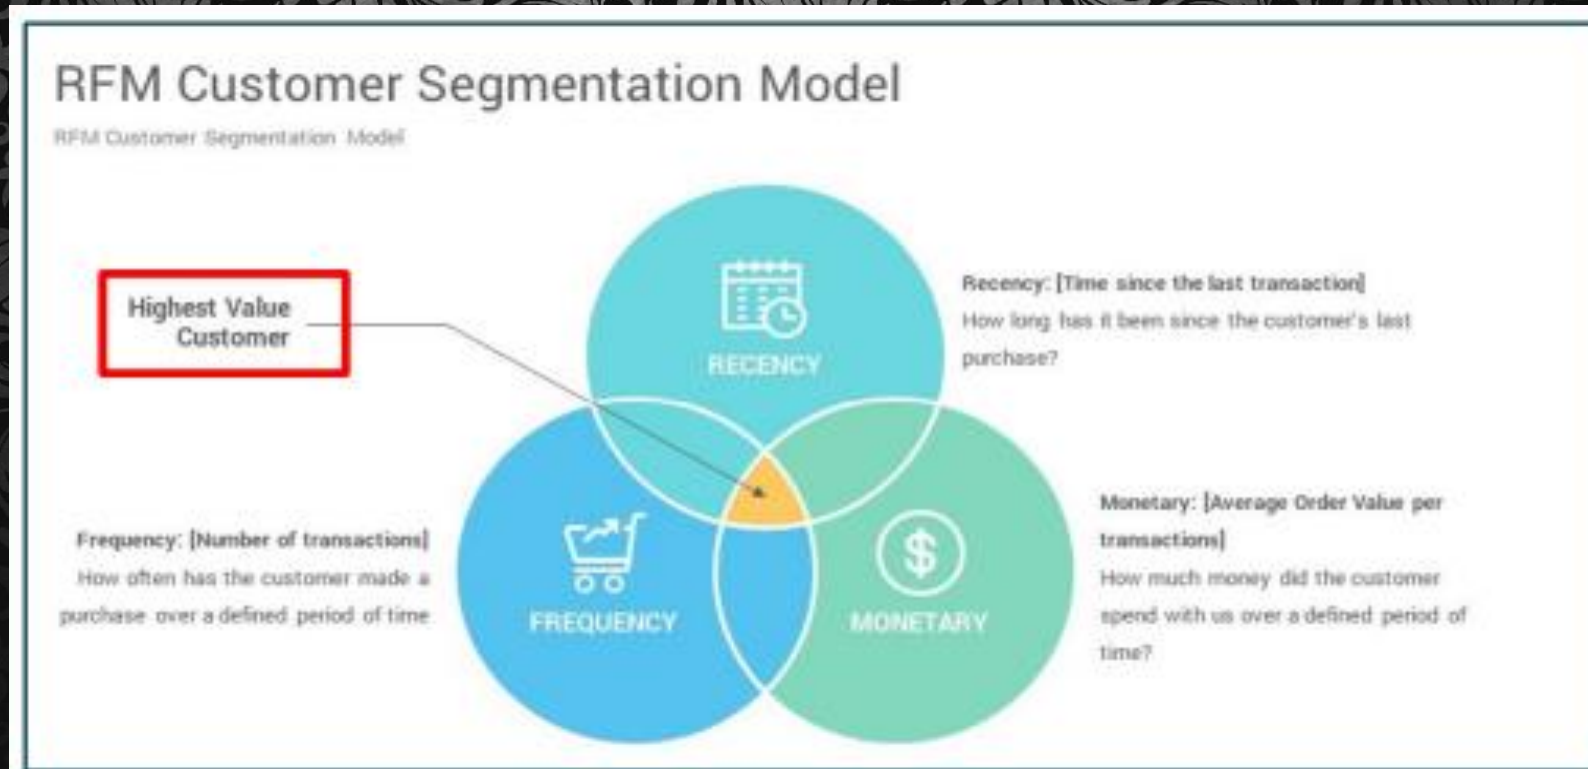 RFM Customer Segmentation Model
RFM Customer Segmentation Model
Highest Value
Customer
RECENCY
Recency: [Time since the last transaction]
How long has it been since the customer's last
purchase?
Frequency: [Number of transactions]
How often has the customer made a
purchase over a defined period of time
FREQUENCY
$
MONETARY
Monetary: [Average Order Value per
transactions]
How much money did the customer
spend with us over a defined period of
time?